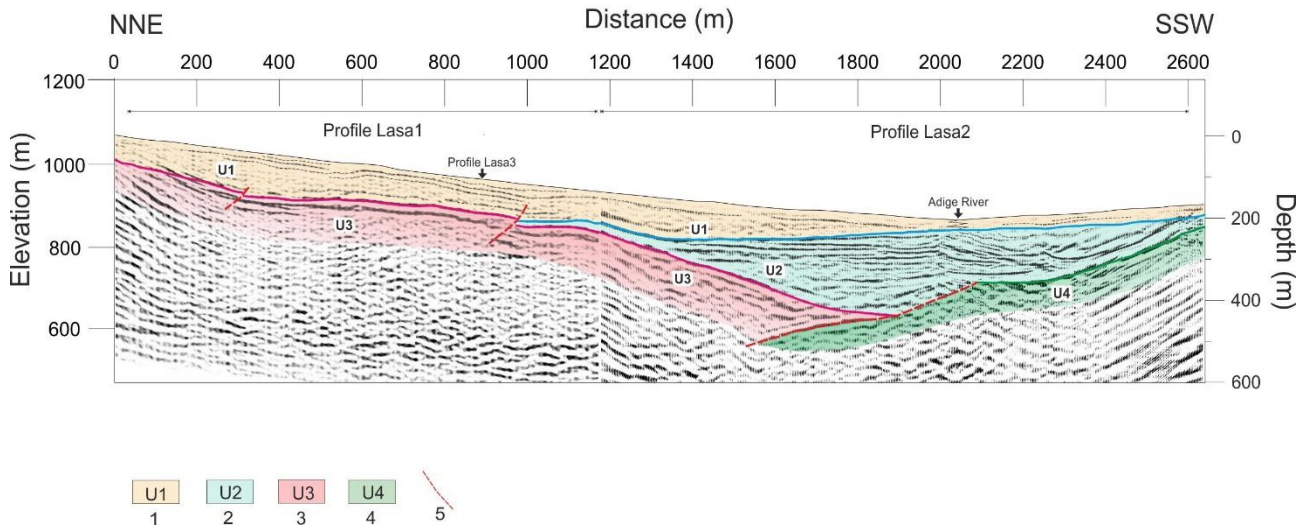 NNE Distance (m) SSW
0 200 400 600 800 1000 1200 1400 1600 1800 2000 2200 2400 2600
1200
1000
800
600
Elevation (m)
Profile Lasa1
Profile Lasa2
Profile Lasa3
Adige River
0
200
400
600
Depth (m)
U1
U3
U1
U2
U3
U4
U1 U2 U3 U4
1 2 3 4 5